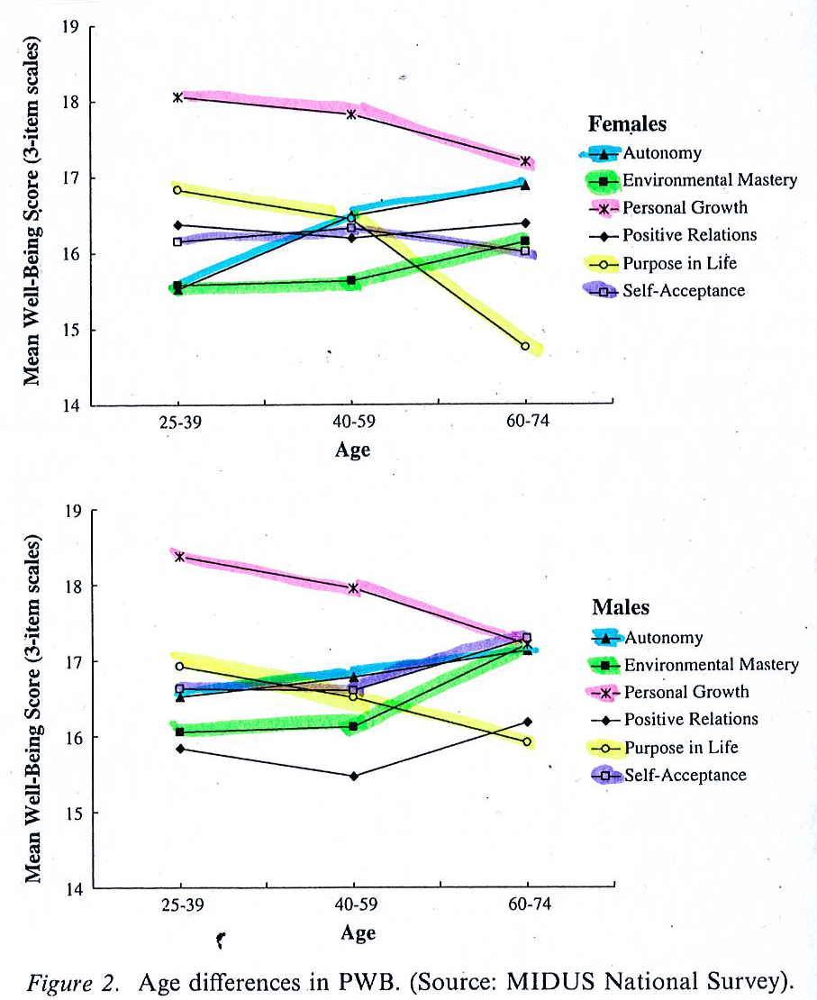 19
18
17
16
15
14
Mean Well-Being Score (3-item scales)
25-39 40-59 60-74
Age
Females
Autonomy
Environmental Mastery
Personal Growth
Positive Relations
Purpose in Life
Self-Acceptance
19
18
17
16
15
14
Mean Well-Being Score (3-item scales)
25-39 40-59 60-74
Age
Males
Autonomy
Environmental Mastery
Personal Growth
Positive Relations
Purpose in Life
Self-Acceptance
Figure 2. Age differences in PWB. (Source: MIDUS National Survey).